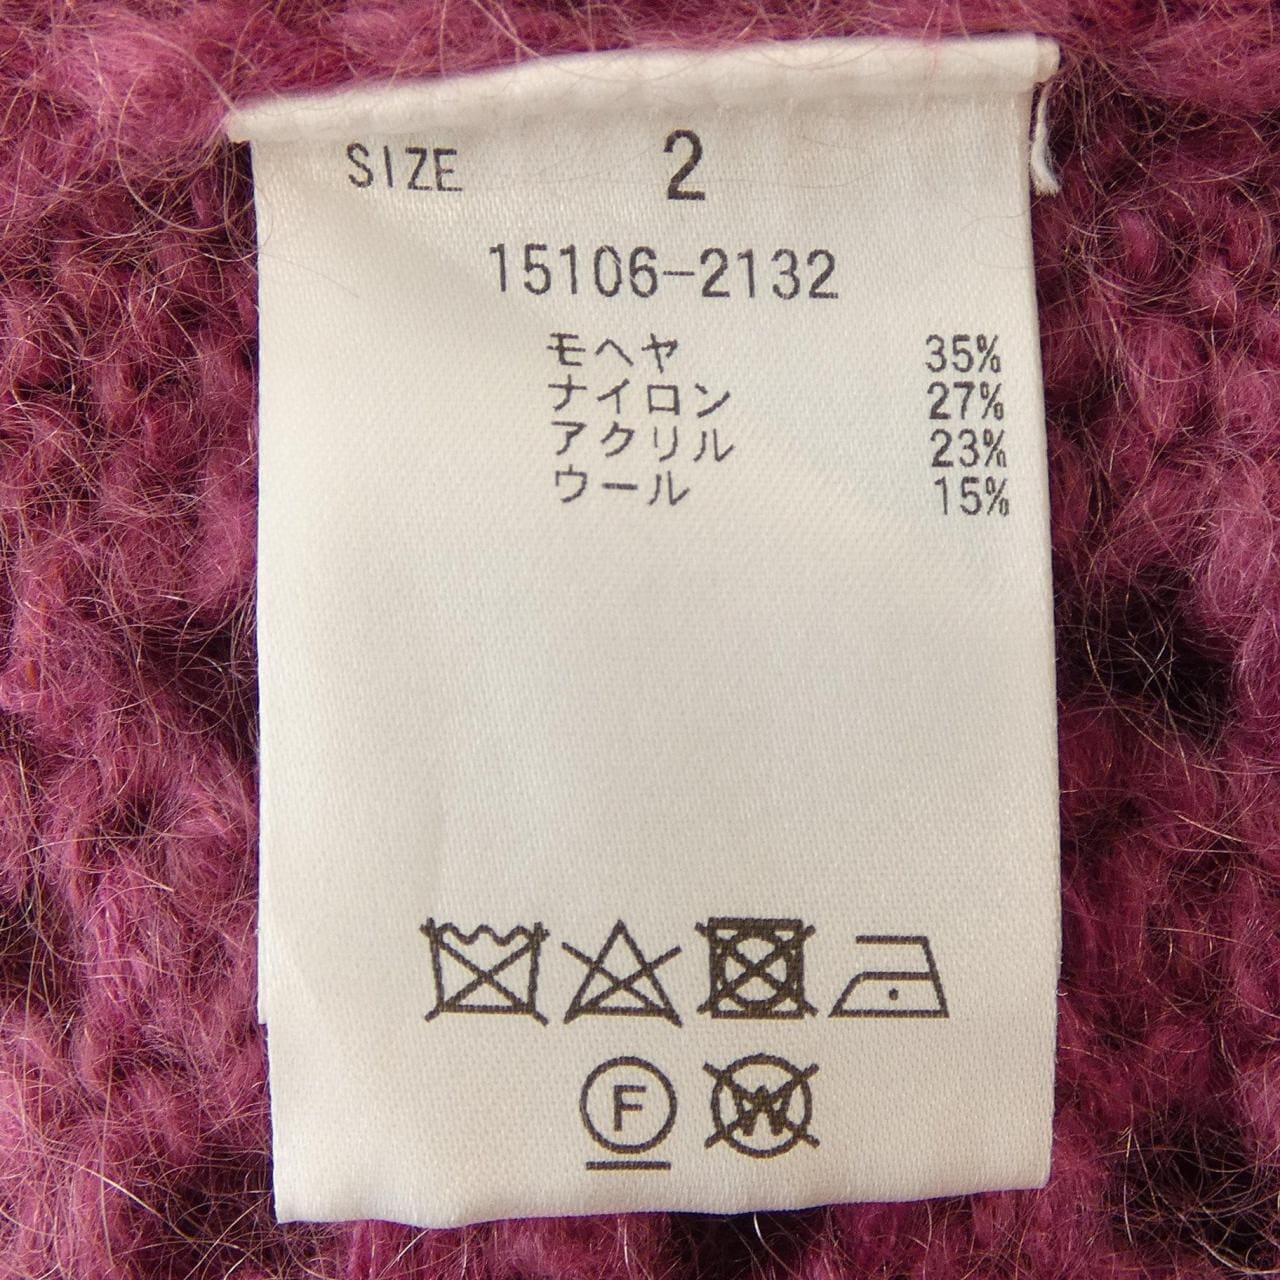 SIZE 2
15106-2132
モヘヤ 35%
ナイロン 27%
アクリル 23%
ウール 15%
F W